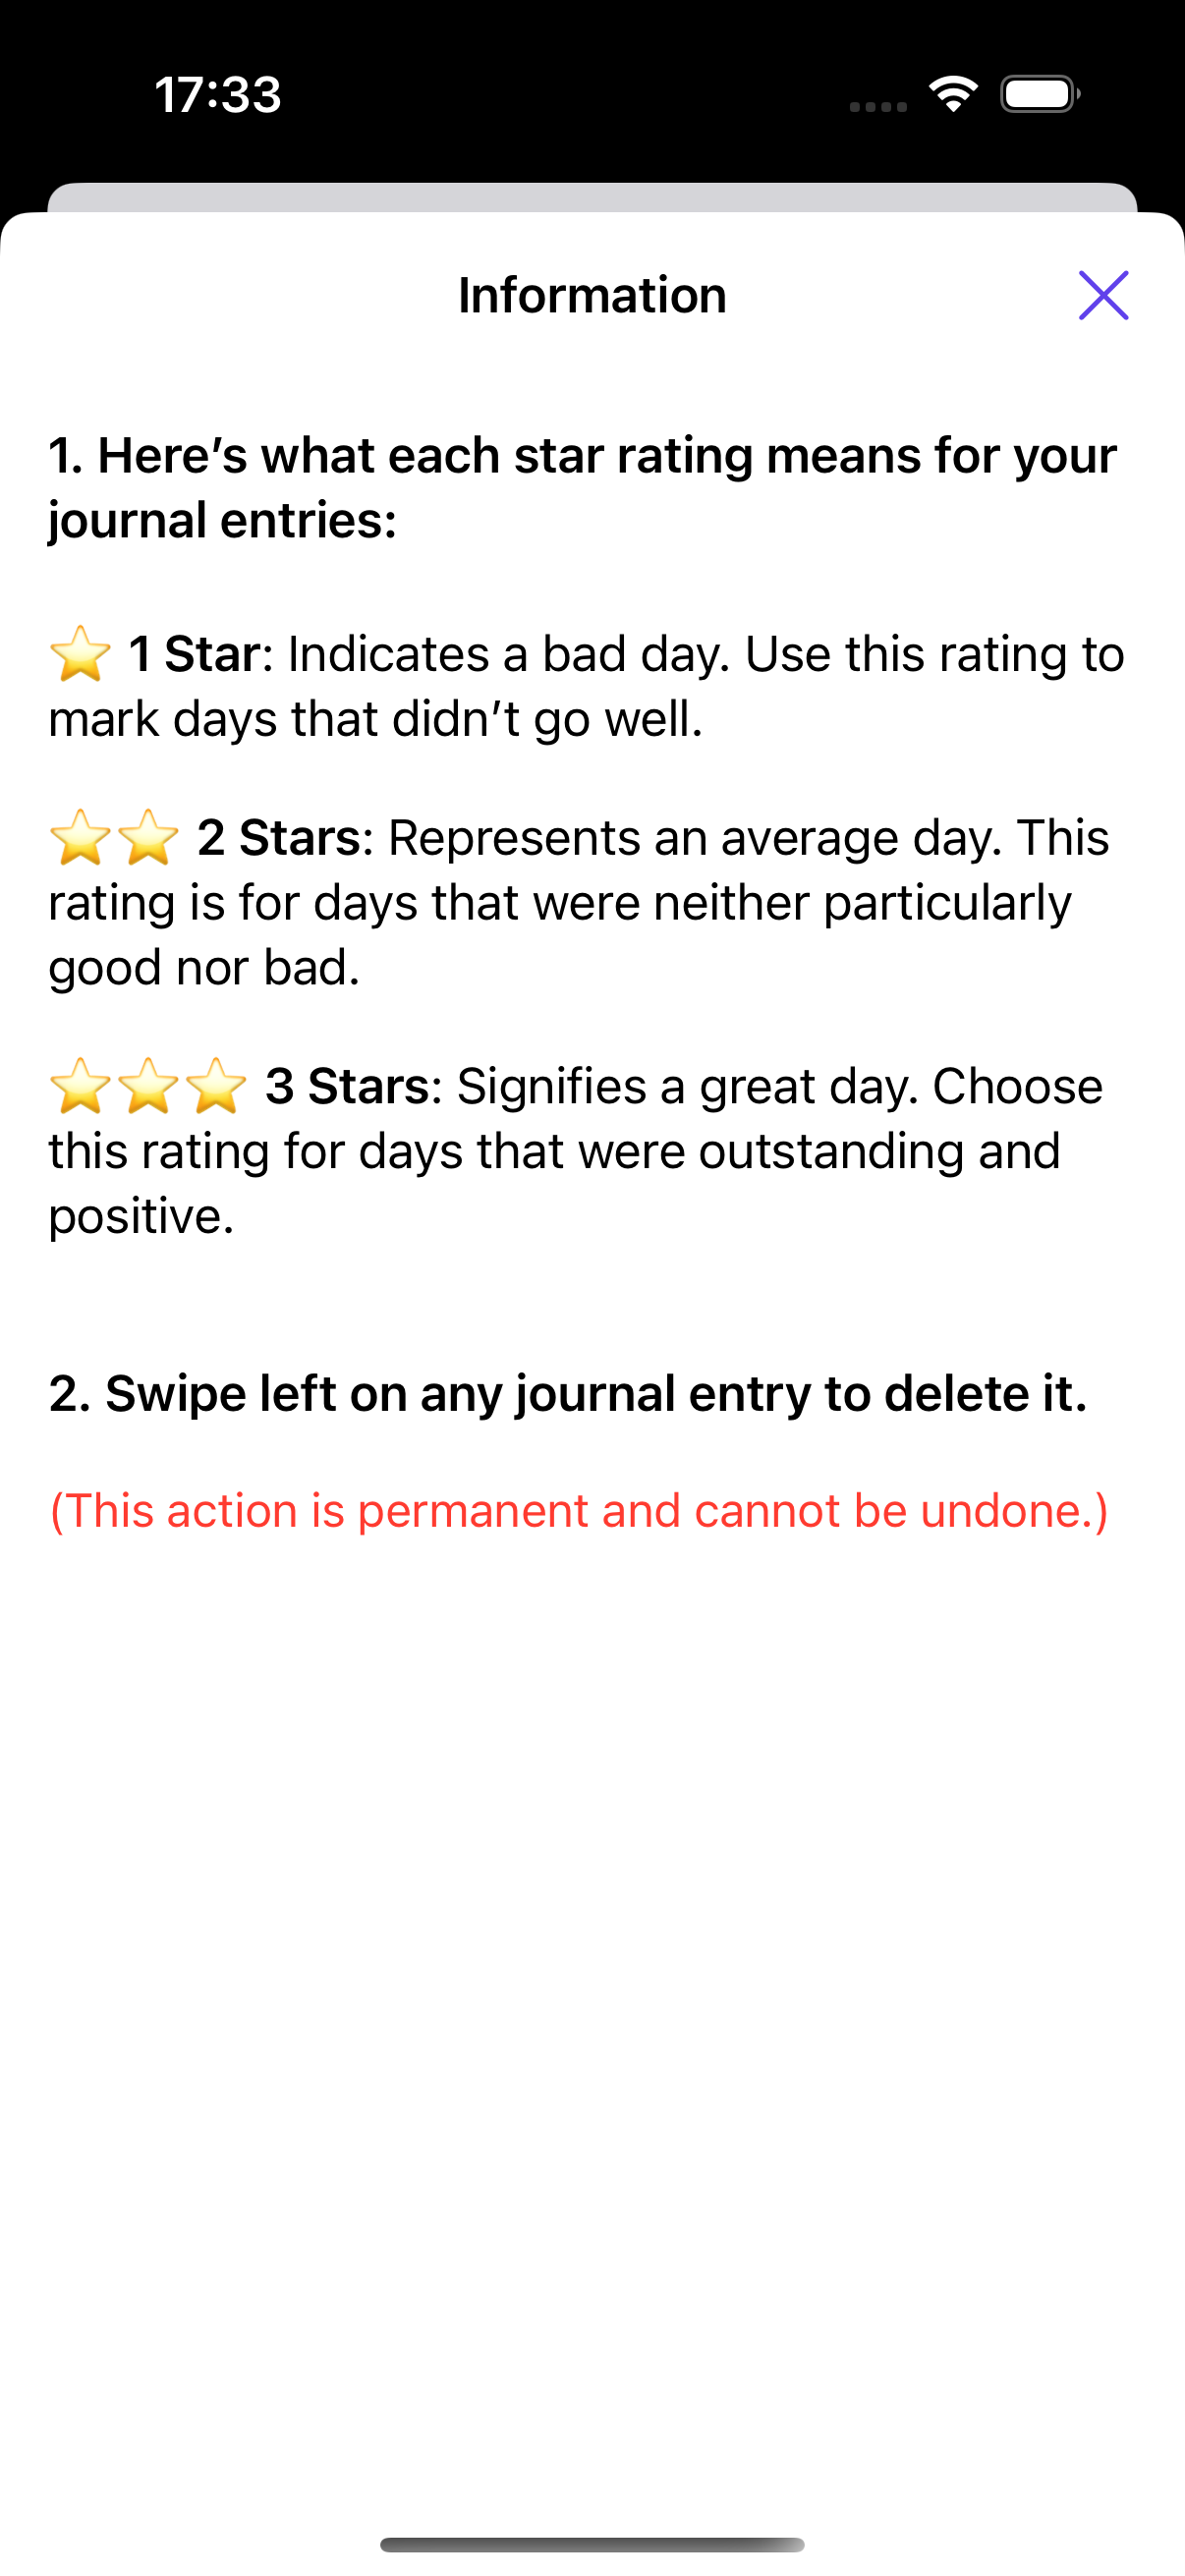 17:33
Information
1. Here’s what each star rating means for your
journal entries:
⭐ 1 Star: Indicates a bad day. Use this rating to
mark days that didn’t go well.
⭐⭐ 2 Stars: Represents an average day. This
rating is for days that were neither particularly
good nor bad.
⭐⭐⭐ 3 Stars: Signifies a great day. Choose
this rating for days that were outstanding and
positive.
2. Swipe left on any journal entry to delete it.
(This action is permanent and cannot be undone.)